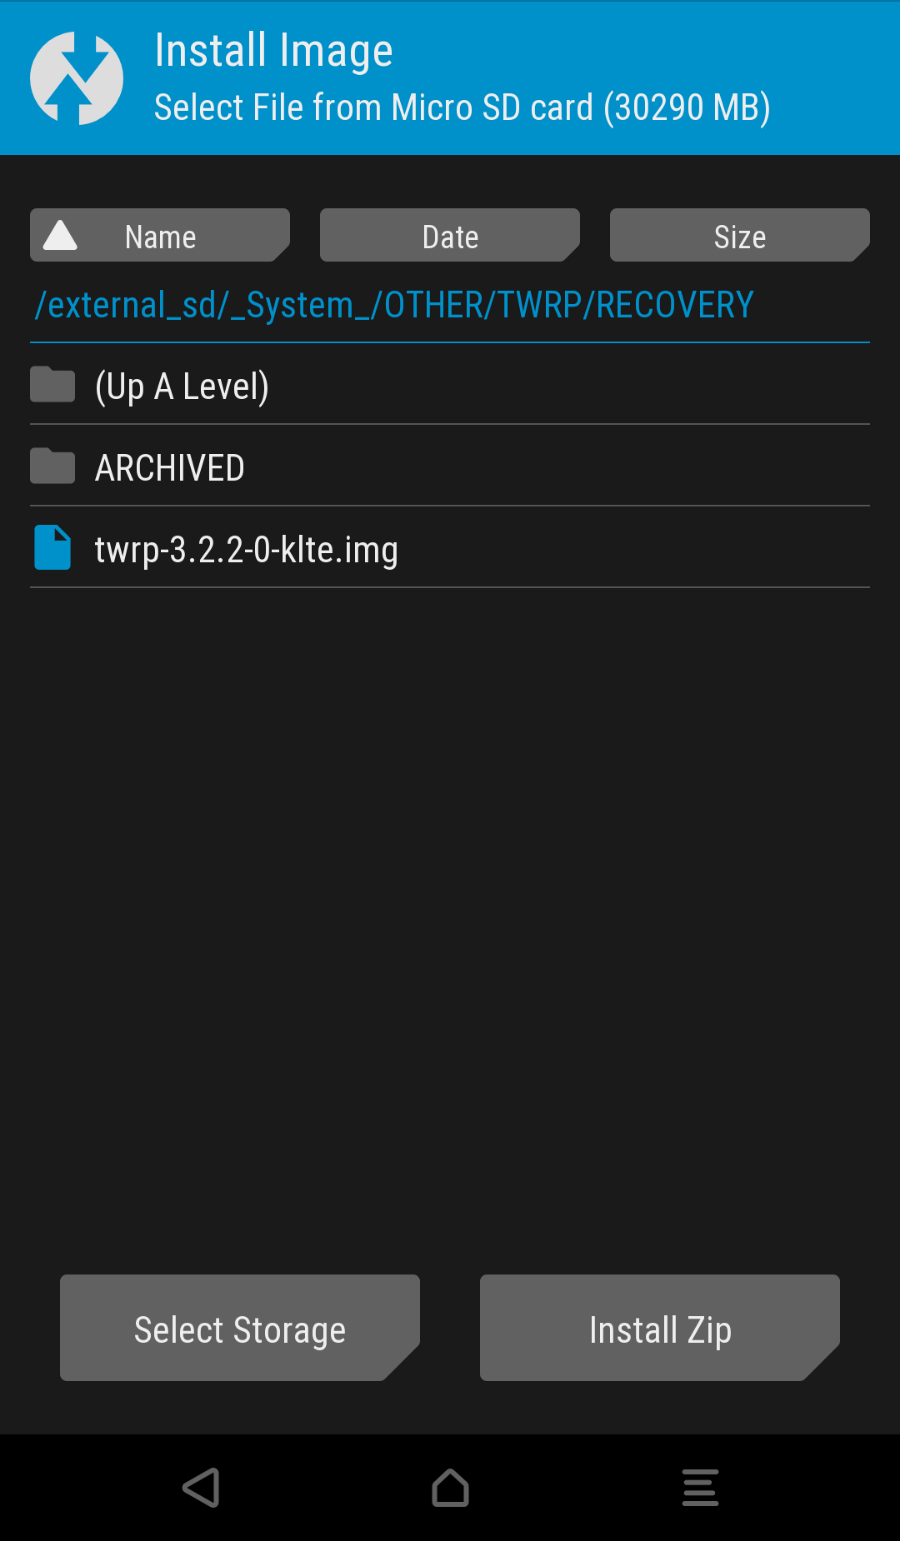 Install Image
Select File from Micro SD card (30290 MB)
Name Date Size
/external_sd/_System_/OTHER/TWRP/RECOVERY
(Up A Level)
ARCHIVED
twrp-3.2.2-0-klte.img
Select Storage Install Zip